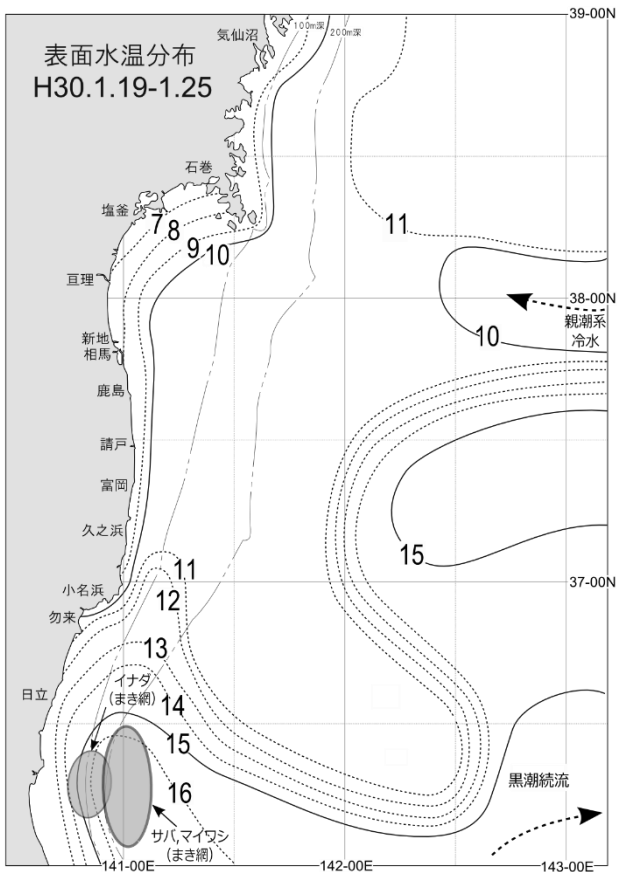 表面水温分布
H30.1.19-1.25
気仙沼
100m深
200m深
39-00N
石巻
塩釜
7
8
9
10
11
亘理
38-00N
親潮系
冷水
10
新地
相馬
鹿島
請戸
富岡
久之浜
15
小名浜
37-00N
勿来
11
12
13
14
15
16
日立
イナダ
(まき網)
サバ,マイワシ
(まき網)
黒潮続流
141-00E
142-00E
143-00E